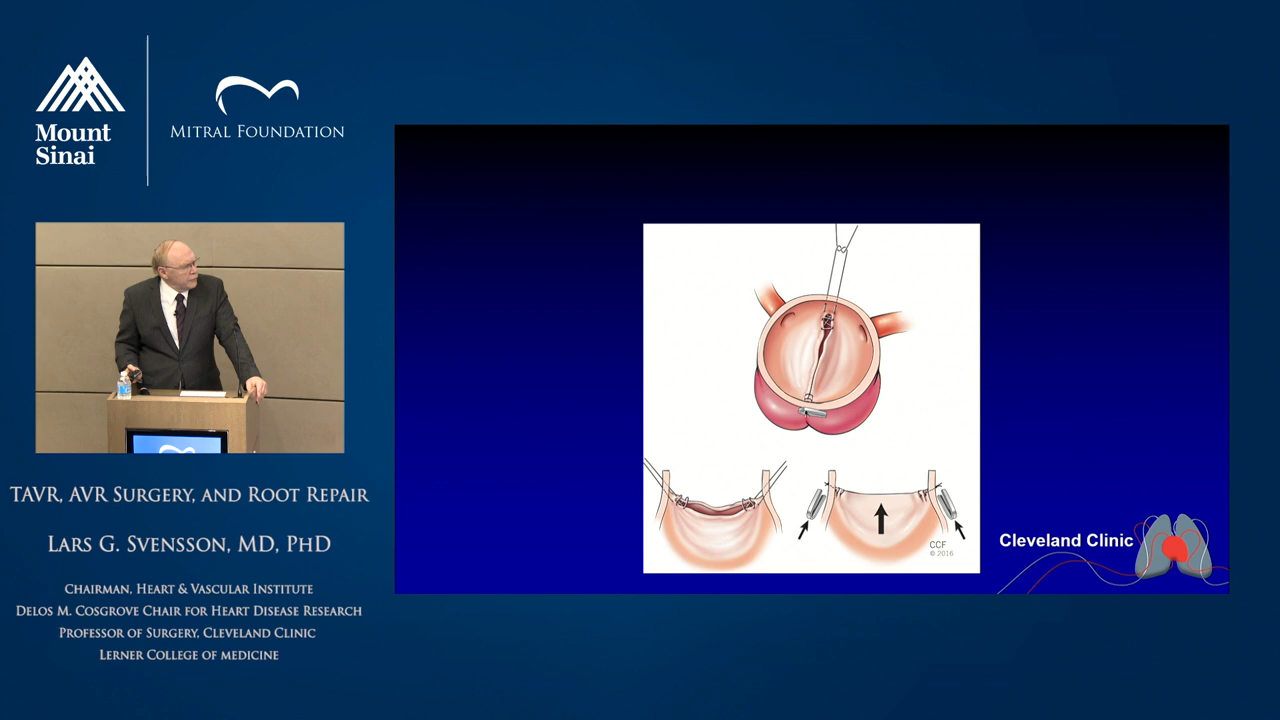 Mount
Sinai
Mitral Foundation
TAVR, AVR Surgery, and Root Repair
Lars G. Svensson, MD, PhD
Chairman, Heart & Vascular Institute
Delos M. Cosgrove Chair for Heart Disease Research
Professor of Surgery, Cleveland Clinic
Lerner College of medicine
CCF
© 2016
Cleveland Clinic